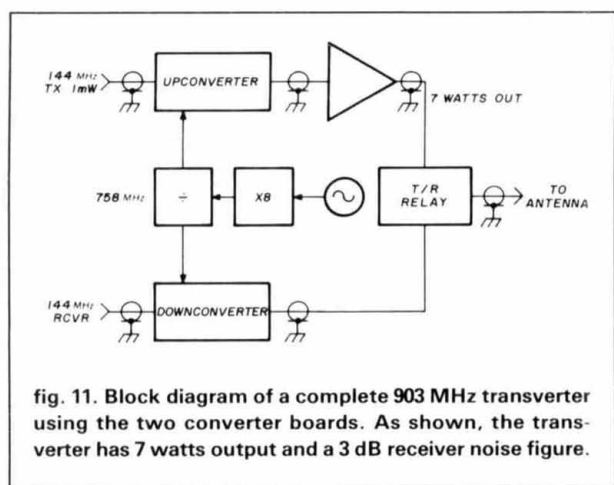 144 MHz
TX 1mW
UPCONVERTER
7 WATTS OUT
758 MHz
÷
X8
T/R
RELAY
TO
ANTENNA
144 MHz
RCVR
DOWNCONVERTER
fig. 11. Block diagram of a complete 903 MHz transverter
using the two converter boards. As shown, the trans-
verter has 7 watts output and a 3 dB receiver noise figure.